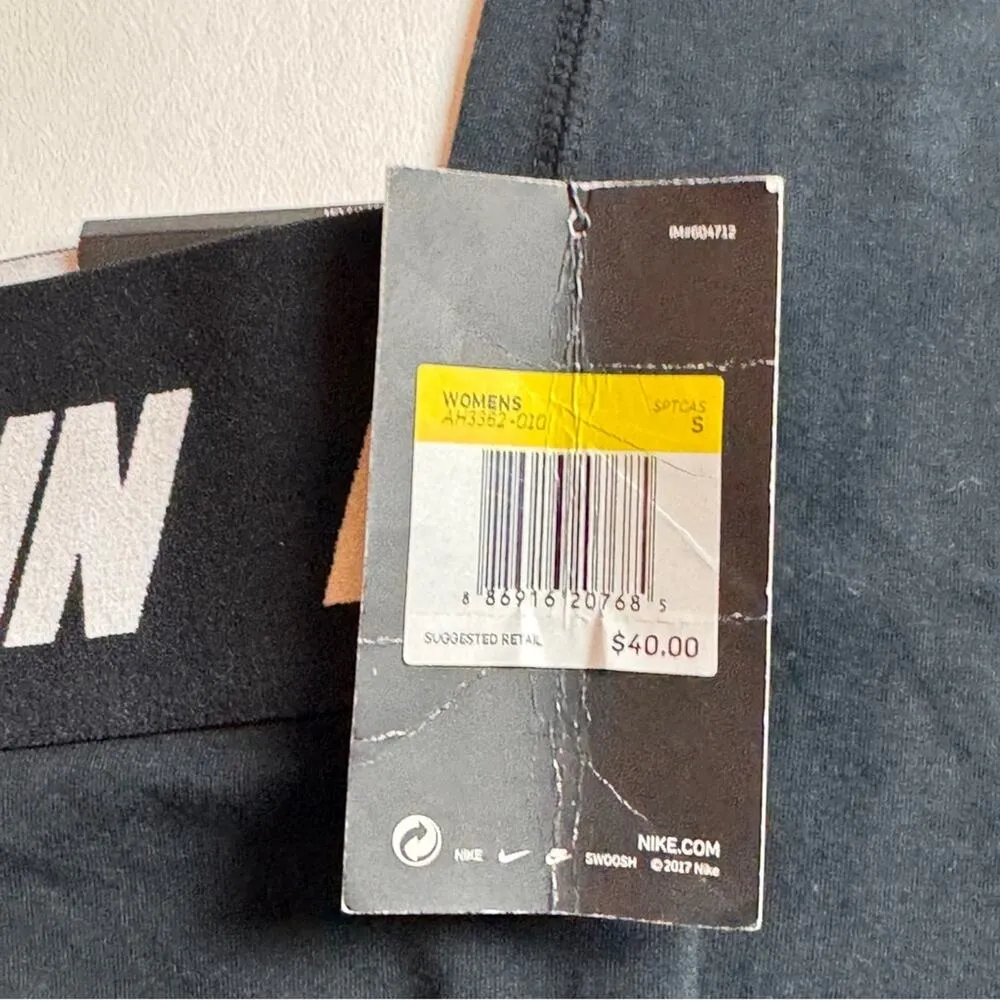 IM#604712
WOMENS SPTCAS
AH3362-010 S
8 86916 20768 5
SUGGESTED RETAIL $40.00
NIKE.COM
NIKE SWOOSH © 2017 Nike